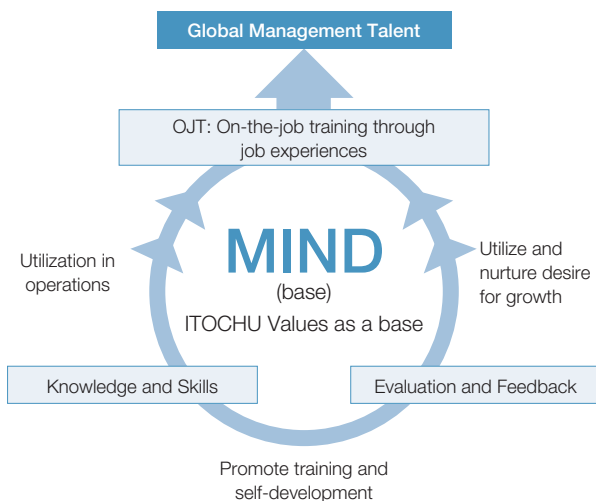 Global Management Talent
OJT: On-the-job training through
job experiences
MIND
(base)
ITOCHU Values as a base
Utilization in
operations
Utilize and
nurture desire
for growth
Knowledge and Skills
Evaluation and Feedback
Promote training and
self-development